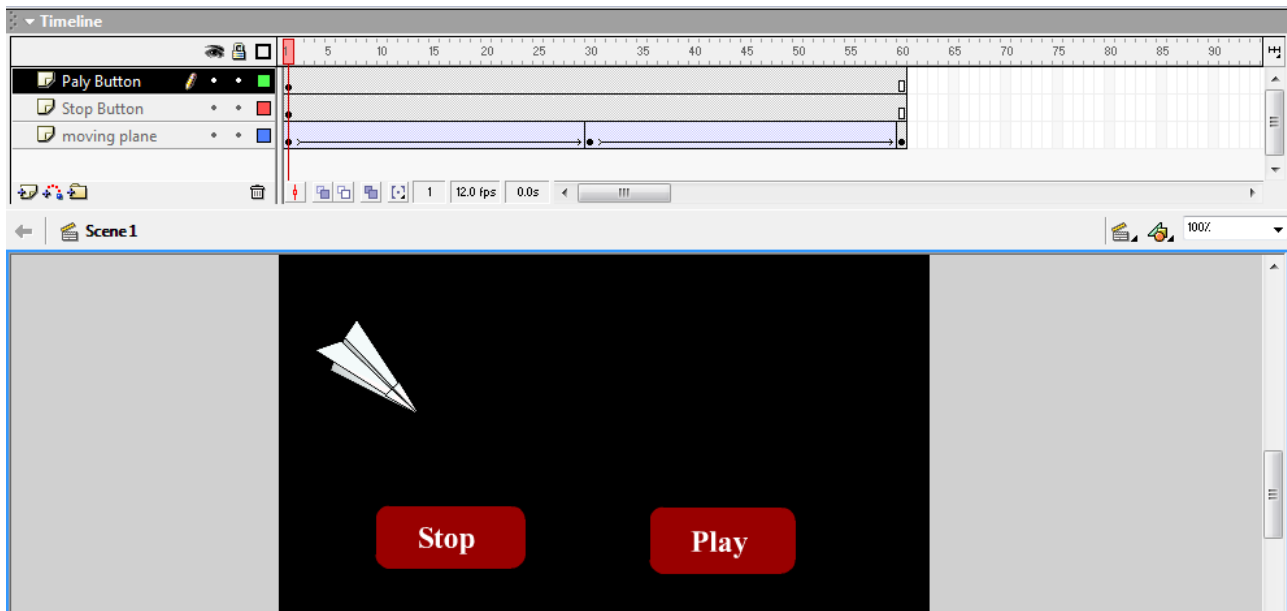 Timeline
1 5 10 15 20 25 30 35 40 45 50 55 60 65 70 75 80 85 90
Paly Button
Stop Button
moving plane
1 12.0 fps 0.0s
Scene 1 100%
Stop Play